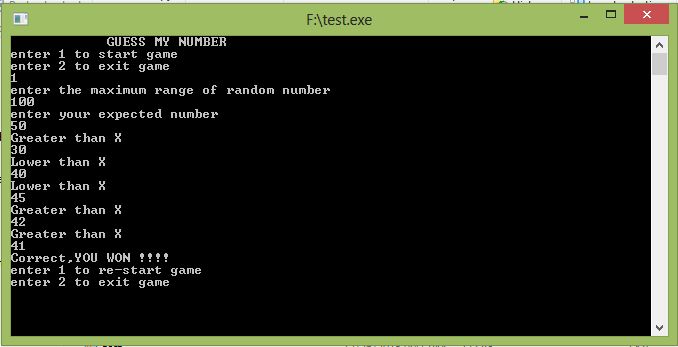 F:\test.exe
GUESS MY NUMBER
enter 1 to start game
enter 2 to exit game
1
enter the maximum range of random number
100
enter your expected number
50
Greater than X
30
Lower than X
40
Lower than X
45
Greater than X
42
Greater than X
41
Correct,YOU WON !!!!
enter 1 to re-start game
enter 2 to exit game